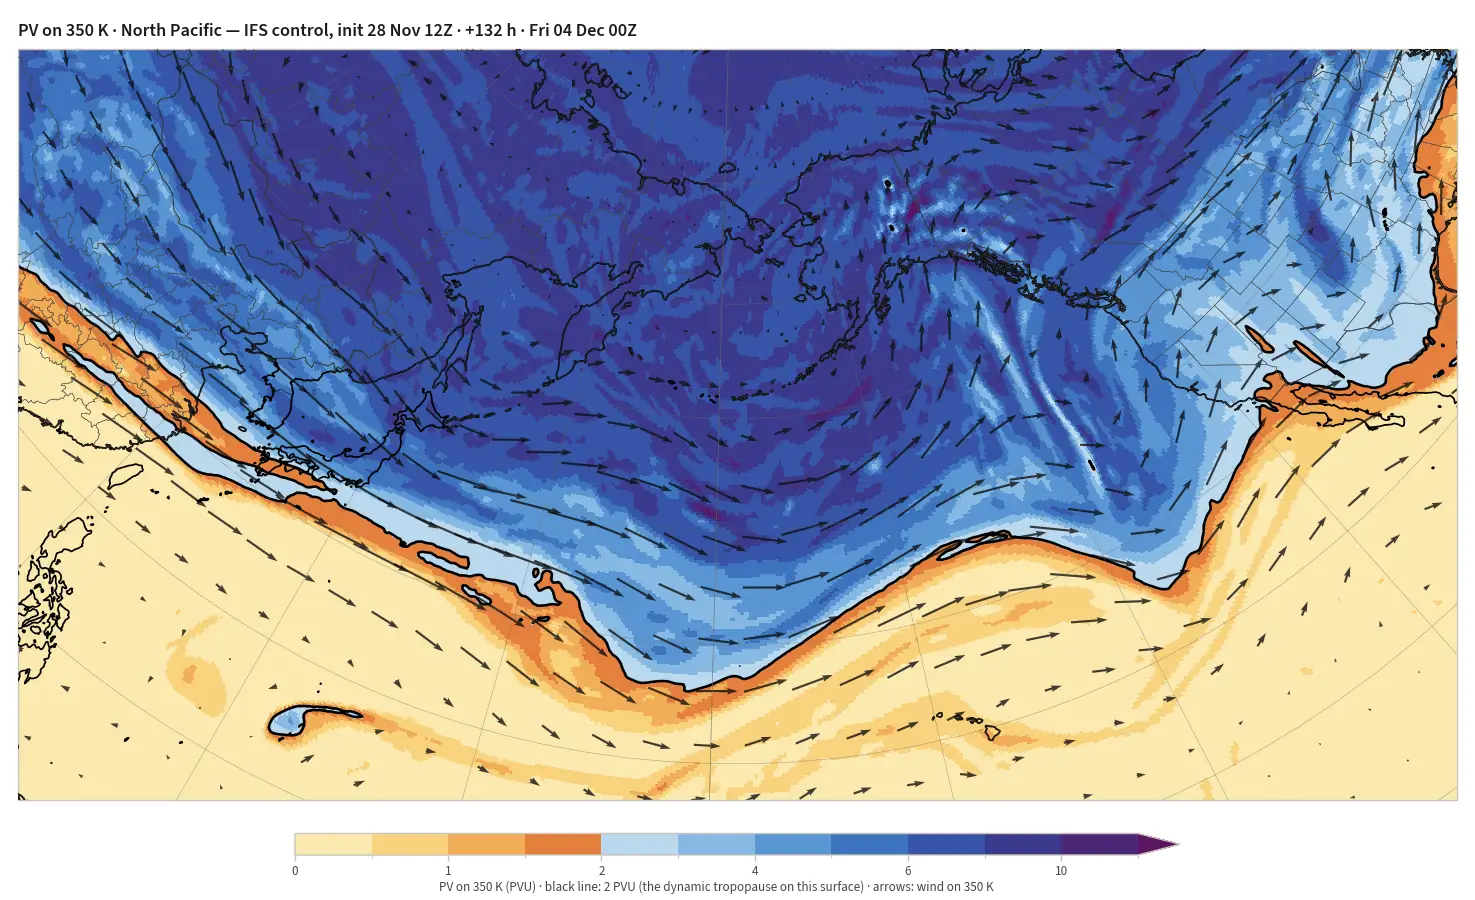 PV on 350 K · North Pacific — IFS control, init 28 Nov 12Z · +132 h · Fri 04 Dec 00Z
0 1 2 4 6 10
PV on 350 K (PVU) · black line: 2 PVU (the dynamic tropopause on this surface) · arrows: wind on 350 K